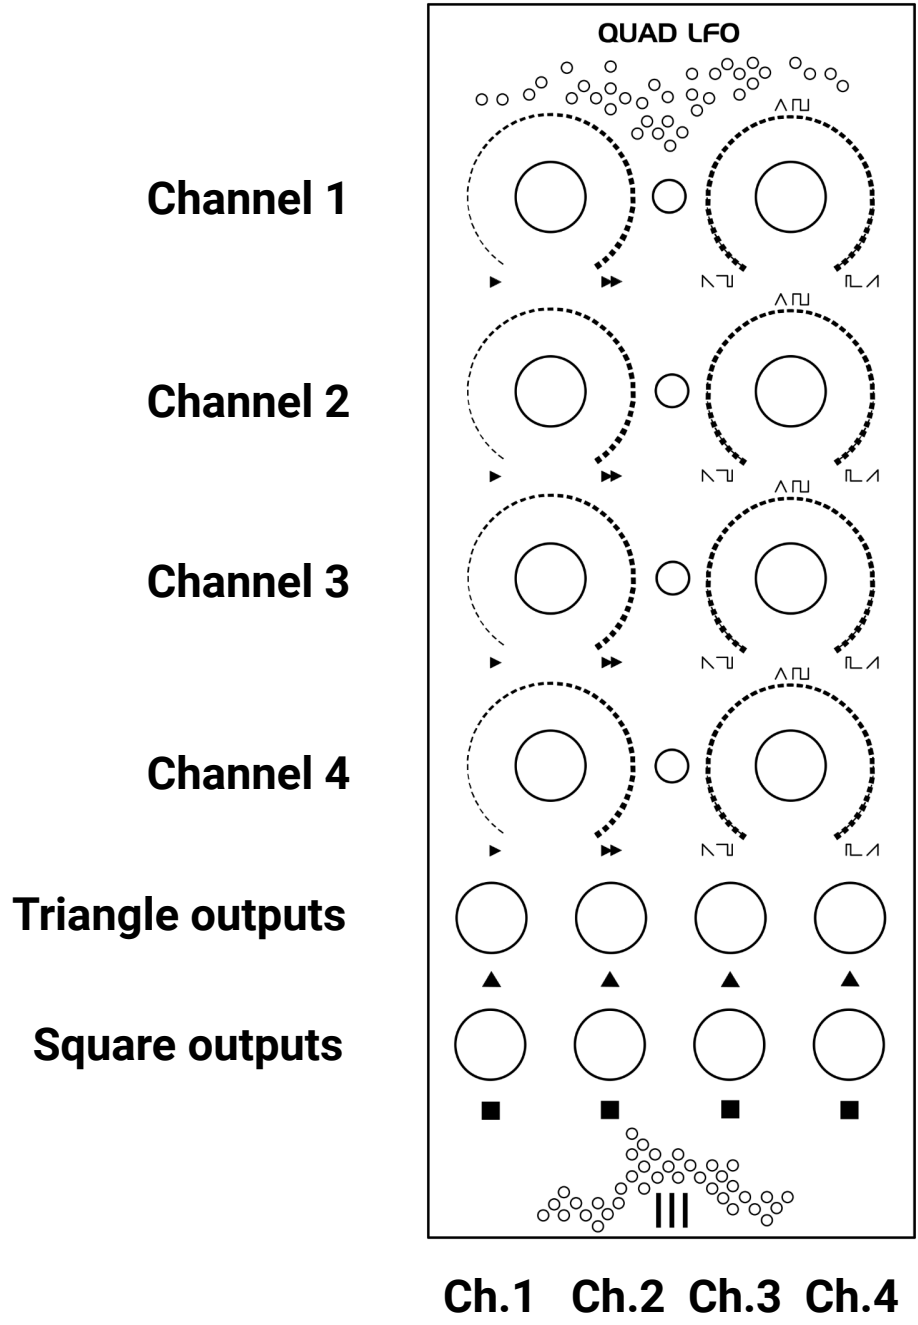 QUAD LFO
Channel 1
Channel 2
Channel 3
Channel 4
Triangle outputs
Square outputs
Ch.1 Ch.2 Ch.3 Ch.4